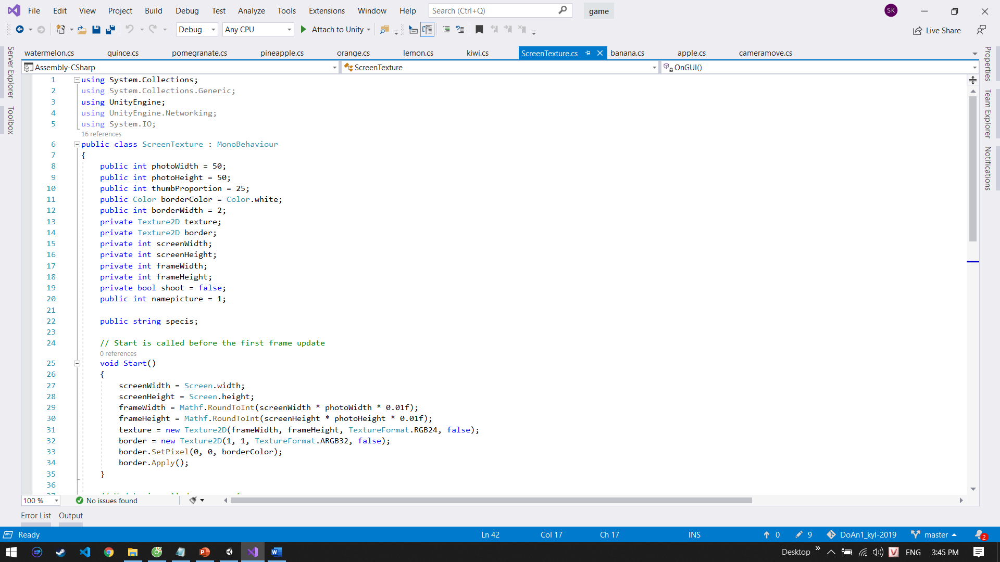 File Edit View Project Build Debug Test Analyze Tools Extensions Window Help Search (Ctrl+Q) game SK
Debug Any CPU Attach to Unity Live Share
watermelon.cs quince.cs pomegranate.cs pineapple.cs orange.cs lemon.cs kiwi.cs ScreenTexture.cs banana.cs apple.cs cameramove.cs
Assembly-CSharp ScreenTexture OnGUI()
Server Explorer
Toolbox
Properties
Team Explorer
Notifications
1 using System.Collections;
2 using System.Collections.Generic;
3 using UnityEngine;
4 using UnityEngine.Networking;
5 using System.IO;
16 references
6 public class ScreenTexture : MonoBehaviour
7 {
8 public int photoWidth = 50;
9 public int photoHeight = 50;
10 public int thumbProportion = 25;
11 public Color borderColor = Color.white;
12 public int borderWidth = 2;
13 private Texture2D texture;
14 private Texture2D border;
15 private int screenWidth;
16 private int screenHeight;
17 private int frameWidth;
18 private int frameHeight;
19 private bool shoot = false;
20 public int namepicture = 1;
21
22 public string specis;
23
24 // Start is called before the first frame update
0 references
25 void Start()
26 {
27 screenWidth = Screen.width;
28 screenHeight = Screen.height;
29 frameWidth = Mathf.RoundToInt(screenWidth * photoWidth * 0.01f);
30 frameHeight = Mathf.RoundToInt(screenHeight * photoHeight * 0.01f);
31 texture = new Texture2D(frameWidth, frameHeight, TextureFormat.RGB24, false);
32 border = new Texture2D(1, 1, TextureFormat.ARGB32, false);
33 border.SetPixel(0, 0, borderColor);
34 border.Apply();
35 }
36
100 % No issues found
Error List Output
Ready Ln 42 Col 17 Ch 17 INS 0 9 DoAn1_kyI-2019 master 2
Desktop ENG 3:45 PM